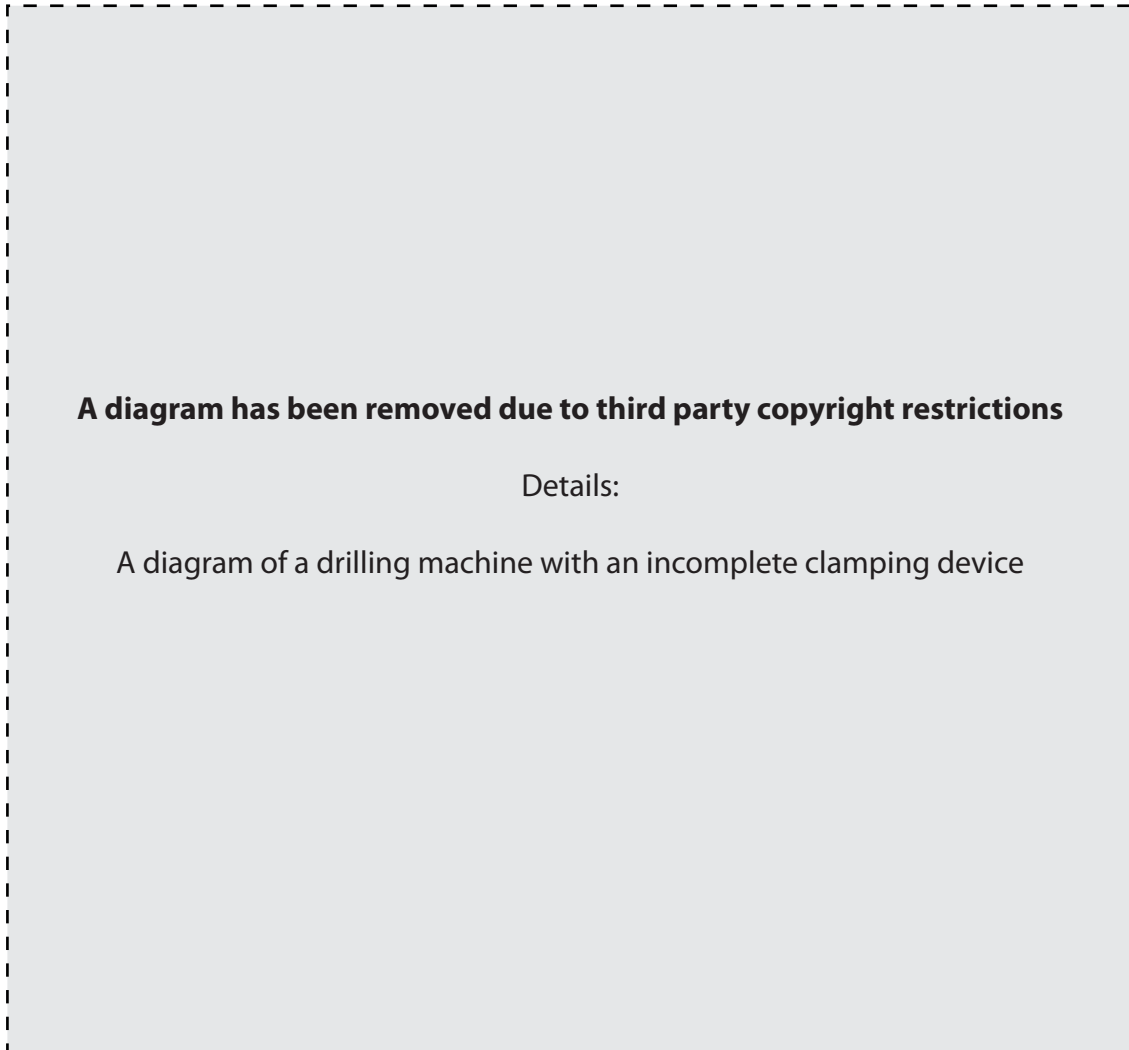 A diagram has been removed due to third party copyright restrictions
Details:
A diagram of a drilling machine with an incomplete clamping device